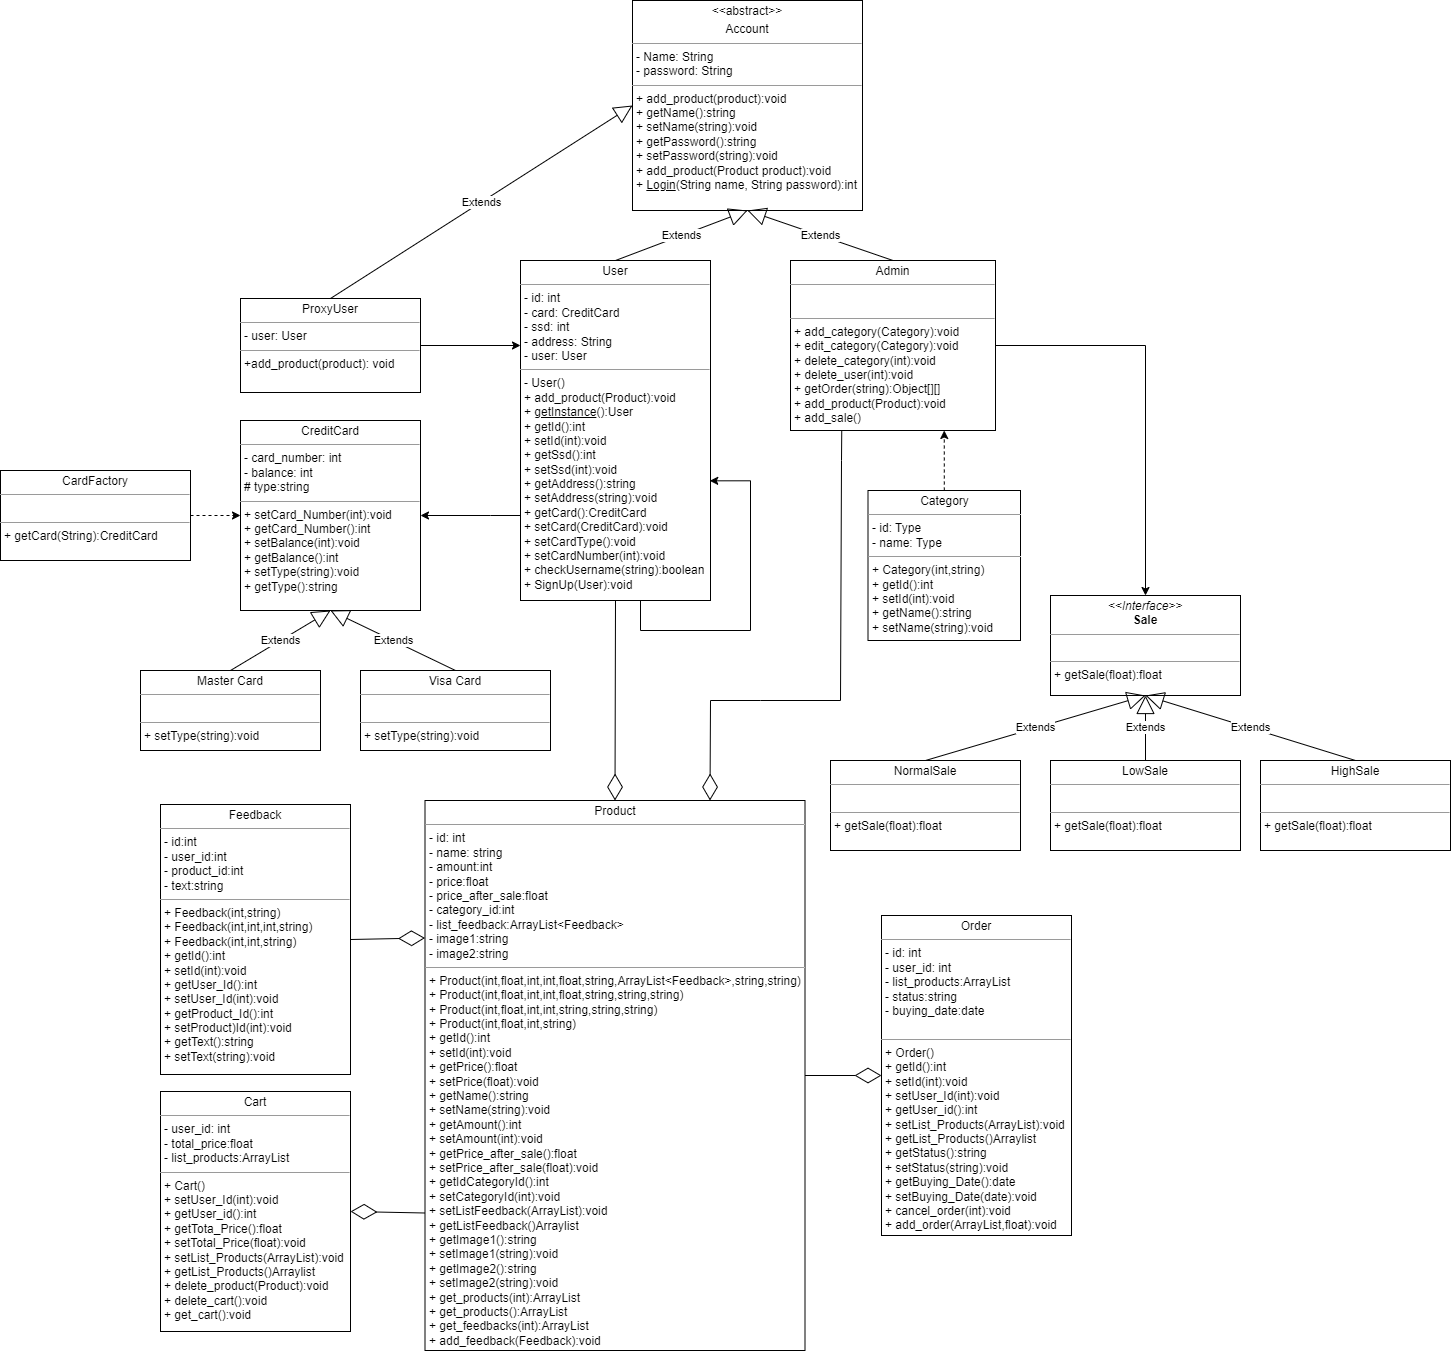 <<abstract>>
Account
- Name: String
- password: String
+ add_product(product):void
+ getName():string
+ setName(string):void
+ getPassword():string
+ setPassword(string):void
+ add_product(Product product):void
+ Login(String name, String password):int
Extends
Extends
Extends
ProxyUser
- user: User
+add_product(product): void
User
- id: int
- card: CreditCard
- ssd: int
- address: String
- user: User
- User()
+ add_product(Product):void
+ getInstance():User
+ getId():int
+ setId(int):void
+ getSsd():int
+ setSsd(int):void
+ getAddress():string
+ setAddress(string):void
+ getCard():CreditCard
+ setCard(CreditCard):void
+ setCardType():void
+ setCardNumber(int):void
+ checkUsername(string):boolean
+ SignUp(User):void
Admin
+ add_category(Category):void
+ edit_category(Category):void
+ delete_category(int):void
+ delete_user(int):void
+ getOrder(string):Object[][]
+ add_product(Product):void
+ add_sale()
CardFactory
+ getCard(String):CreditCard
CreditCard
- card_number: int
- balance: int
# type:string
+ setCard_Number(int):void
+ getCard_Number():int
+ setBalance(int):void
+ getBalance():int
+ setType(string):void
+ getType():string
Extends
Extends
Master Card
+ setType(string):void
Visa Card
+ setType(string):void
Category
- id: Type
- name: Type
+ Category(int,string)
+ getId():int
+ setId(int):void
+ getName():string
+ setName(string):void
<<Interface>>
Sale
+ getSale(float):float
Extends
Extends
Extends
NormalSale
+ getSale(float):float
LowSale
+ getSale(float):float
HighSale
+ getSale(float):float
Feedback
- id:int
- user_id:int
- product_id:int
- text:string
+ Feedback(int,string)
+ Feedback(int,int,int,string)
+ Feedback(int,int,string)
+ getId():int
+ setId(int):void
+ getUser_Id():int
+ setUser_Id(int):void
+ getProduct_Id():int
+ setProduct)Id(int):void
+ getText():string
+ setText(string):void
Cart
- user_id: int
- total_price:float
- list_products:ArrayList
+ Cart()
+ setUser_Id(int):void
+ getUser_id():int
+ getTota_Price():float
+ setTotal_Price(float):void
+ setList_Products(ArrayList):void
+ getList_Products()Arraylist
+ delete_product(Product):void
+ delete_cart():void
+ get_cart():void
Product
- id: int
- name: string
- amount:int
- price:float
- price_after_sale:float
- category_id:int
- list_feedback:ArrayList<Feedback>
- image1:string
- image2:string
+ Product(int,float,int,int,float,string,ArrayList<Feedback>,string,string)
+ Product(int,float,int,int,float,string,string,string)
+ Product(int,float,int,int,string,string,string)
+ Product(int,float,int,string)
+ getId():int
+ setId(int):void
+ getPrice():float
+ setPrice(float):void
+ getName():string
+ setName(string):void
+ getAmount():int
+ setAmount(int):void
+ getPrice_after_sale():float
+ setPrice_after_sale(float):void
+ getIdCategoryId():int
+ setCategoryId(int):void
+ setListFeedback(ArrayList):void
+ getListFeedback()Arraylist
+ getImage1():string
+ setImage1(string):void
+ getImage2():string
+ setImage2(string):void
+ get_products(int):ArrayList
+ get_products():ArrayList
+ get_feedbacks(int):ArrayList
+ add_feedback(Feedback):void
Order
- id: int
- user_id: int
- list_products:ArrayList
- status:string
- buying_date:date
+ Order()
+ getId():int
+ setId(int):void
+ setUser_Id(int):void
+ getUser_id():int
+ setList_Products(ArrayList):void
+ getList_Products()Arraylist
+ getStatus():string
+ setStatus(string):void
+ getBuying_Date():date
+ setBuying_Date(date):void
+ cancel_order(int):void
+ add_order(ArrayList,float):void